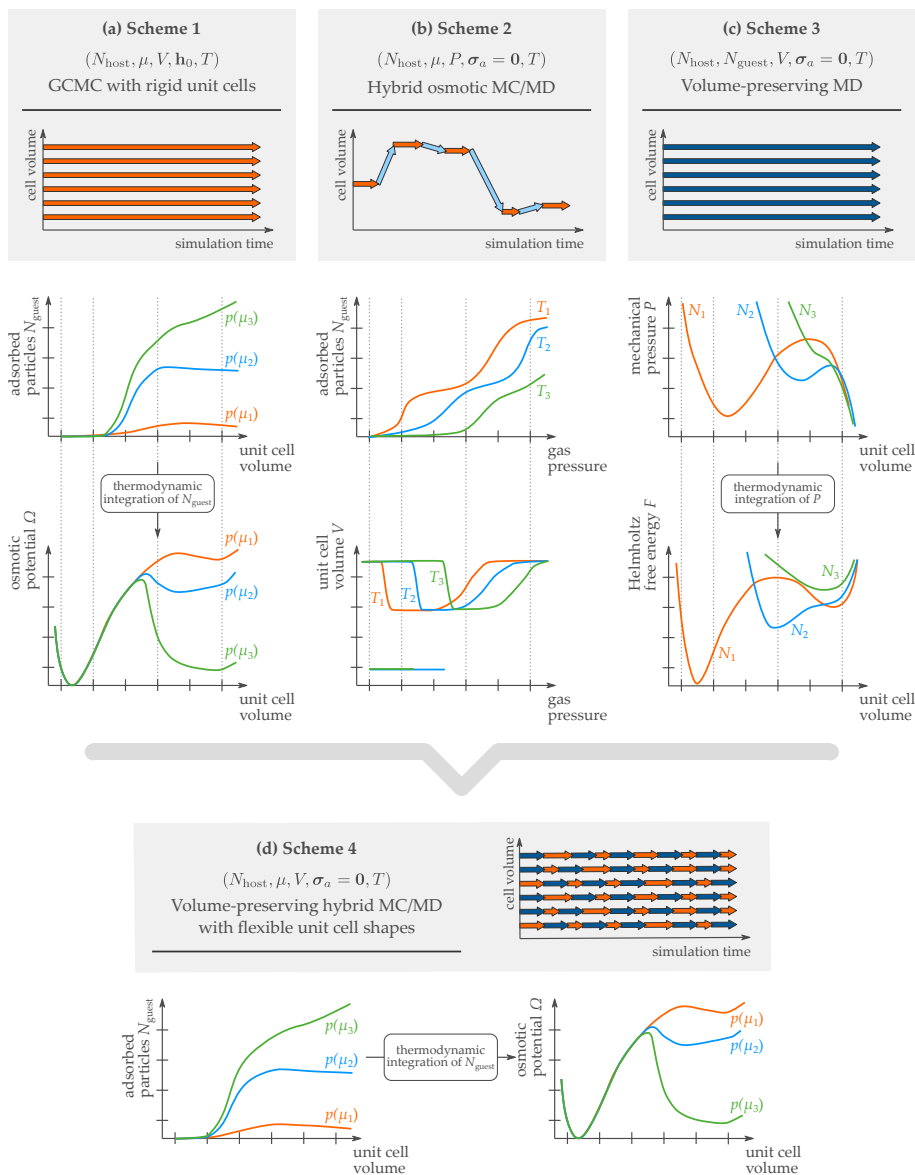 (a) Scheme 1
(N_host, μ, V, h_0, T)
GCMC with rigid unit cells
cell volume
simulation time
(b) Scheme 2
(N_host, μ, P, σ_a = 0, T)
Hybrid osmotic MC/MD
cell volume
simulation time
(c) Scheme 3
(N_host, N_guest, V, σ_a = 0, T)
Volume-preserving MD
cell volume
simulation time
adsorbed
particles N_guest
p(μ_3)
p(μ_2)
p(μ_1)
unit cell
volume
thermodynamic
integration of N_guest
osmotic
potential Ω
p(μ_1)
p(μ_2)
p(μ_3)
unit cell
volume
adsorbed
particles N_guest
T_1
T_2
T_3
gas
pressure
unit cell
volume V
T_1
T_2
T_3
gas
pressure
mechanical
pressure P
N_1
N_2
N_3
unit cell
volume
thermodynamic
integration of P
Helmholtz
free energy F
N_3
N_2
N_1
unit cell
volume
(d) Scheme 4
(N_host, μ, V, σ_a = 0, T)
Volume-preserving hybrid MC/MD
with flexible unit cell shapes
cell volume
simulation time
adsorbed
particles N_guest
p(μ_3)
p(μ_2)
p(μ_1)
unit cell
volume
thermodynamic
integration of N_guest
osmotic
potential Ω
p(μ_1)
p(μ_2)
p(μ_3)
unit cell
volume